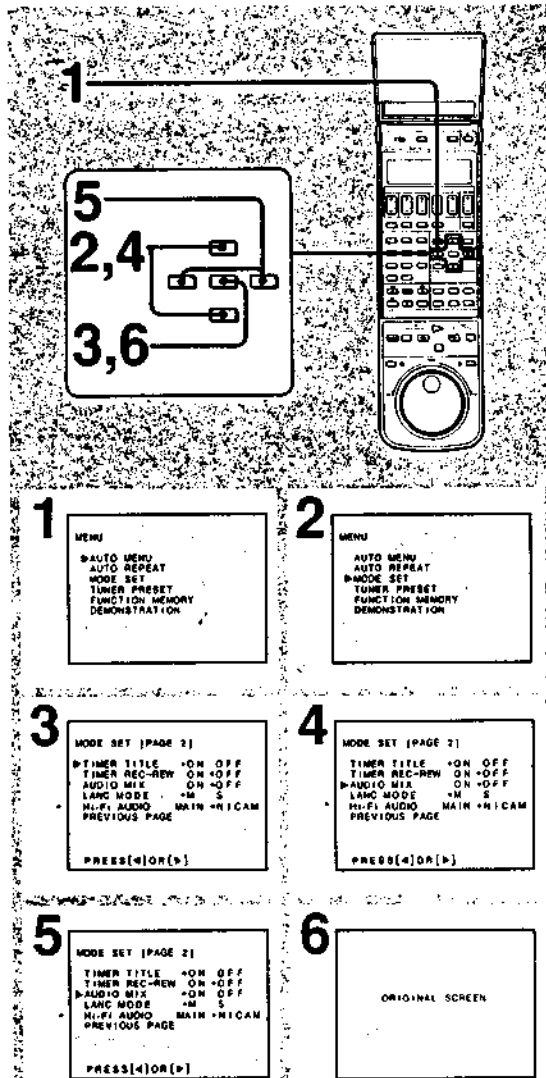 1
5
2,4
3,6
1
MENU
▶AUTO MENU
AUTO REPEAT
MODE SET
TUNER PRESET
FUNCTION MEMORY
DEMONSTRATION
2
MENU
AUTO MENU
AUTO REPEAT
▶MODE SET
TUNER PRESET
FUNCTION MEMORY
DEMONSTRATION
3
MODE SET [PAGE 2]
▶TIMER TITLE •ON OFF
TIMER REC-REW ON •OFF
AUDIO MIX ON •OFF
LANC MODE •M S
Hi-Fi AUDIO MAIN •NICAM
PREVIOUS PAGE
PRESS[◀]OR[▶]
4
MODE SET [PAGE 2]
TIMER TITLE •ON OFF
TIMER REC-REW ON •OFF
▶AUDIO MIX ON •OFF
LANC MODE •M S
Hi-Fi AUDIO MAIN •NICAM
PREVIOUS PAGE
PRESS[◀]OR[▶]
5
MODE SET [PAGE 2]
TIMER TITLE •ON OFF
TIMER REC-REW ON •OFF
▶AUDIO MIX •ON OFF
LANC MODE •M S
Hi-Fi AUDIO MAIN •NICAM
PREVIOUS PAGE
PRESS[◀]OR[▶]
6
ORIGINAL SCREEN